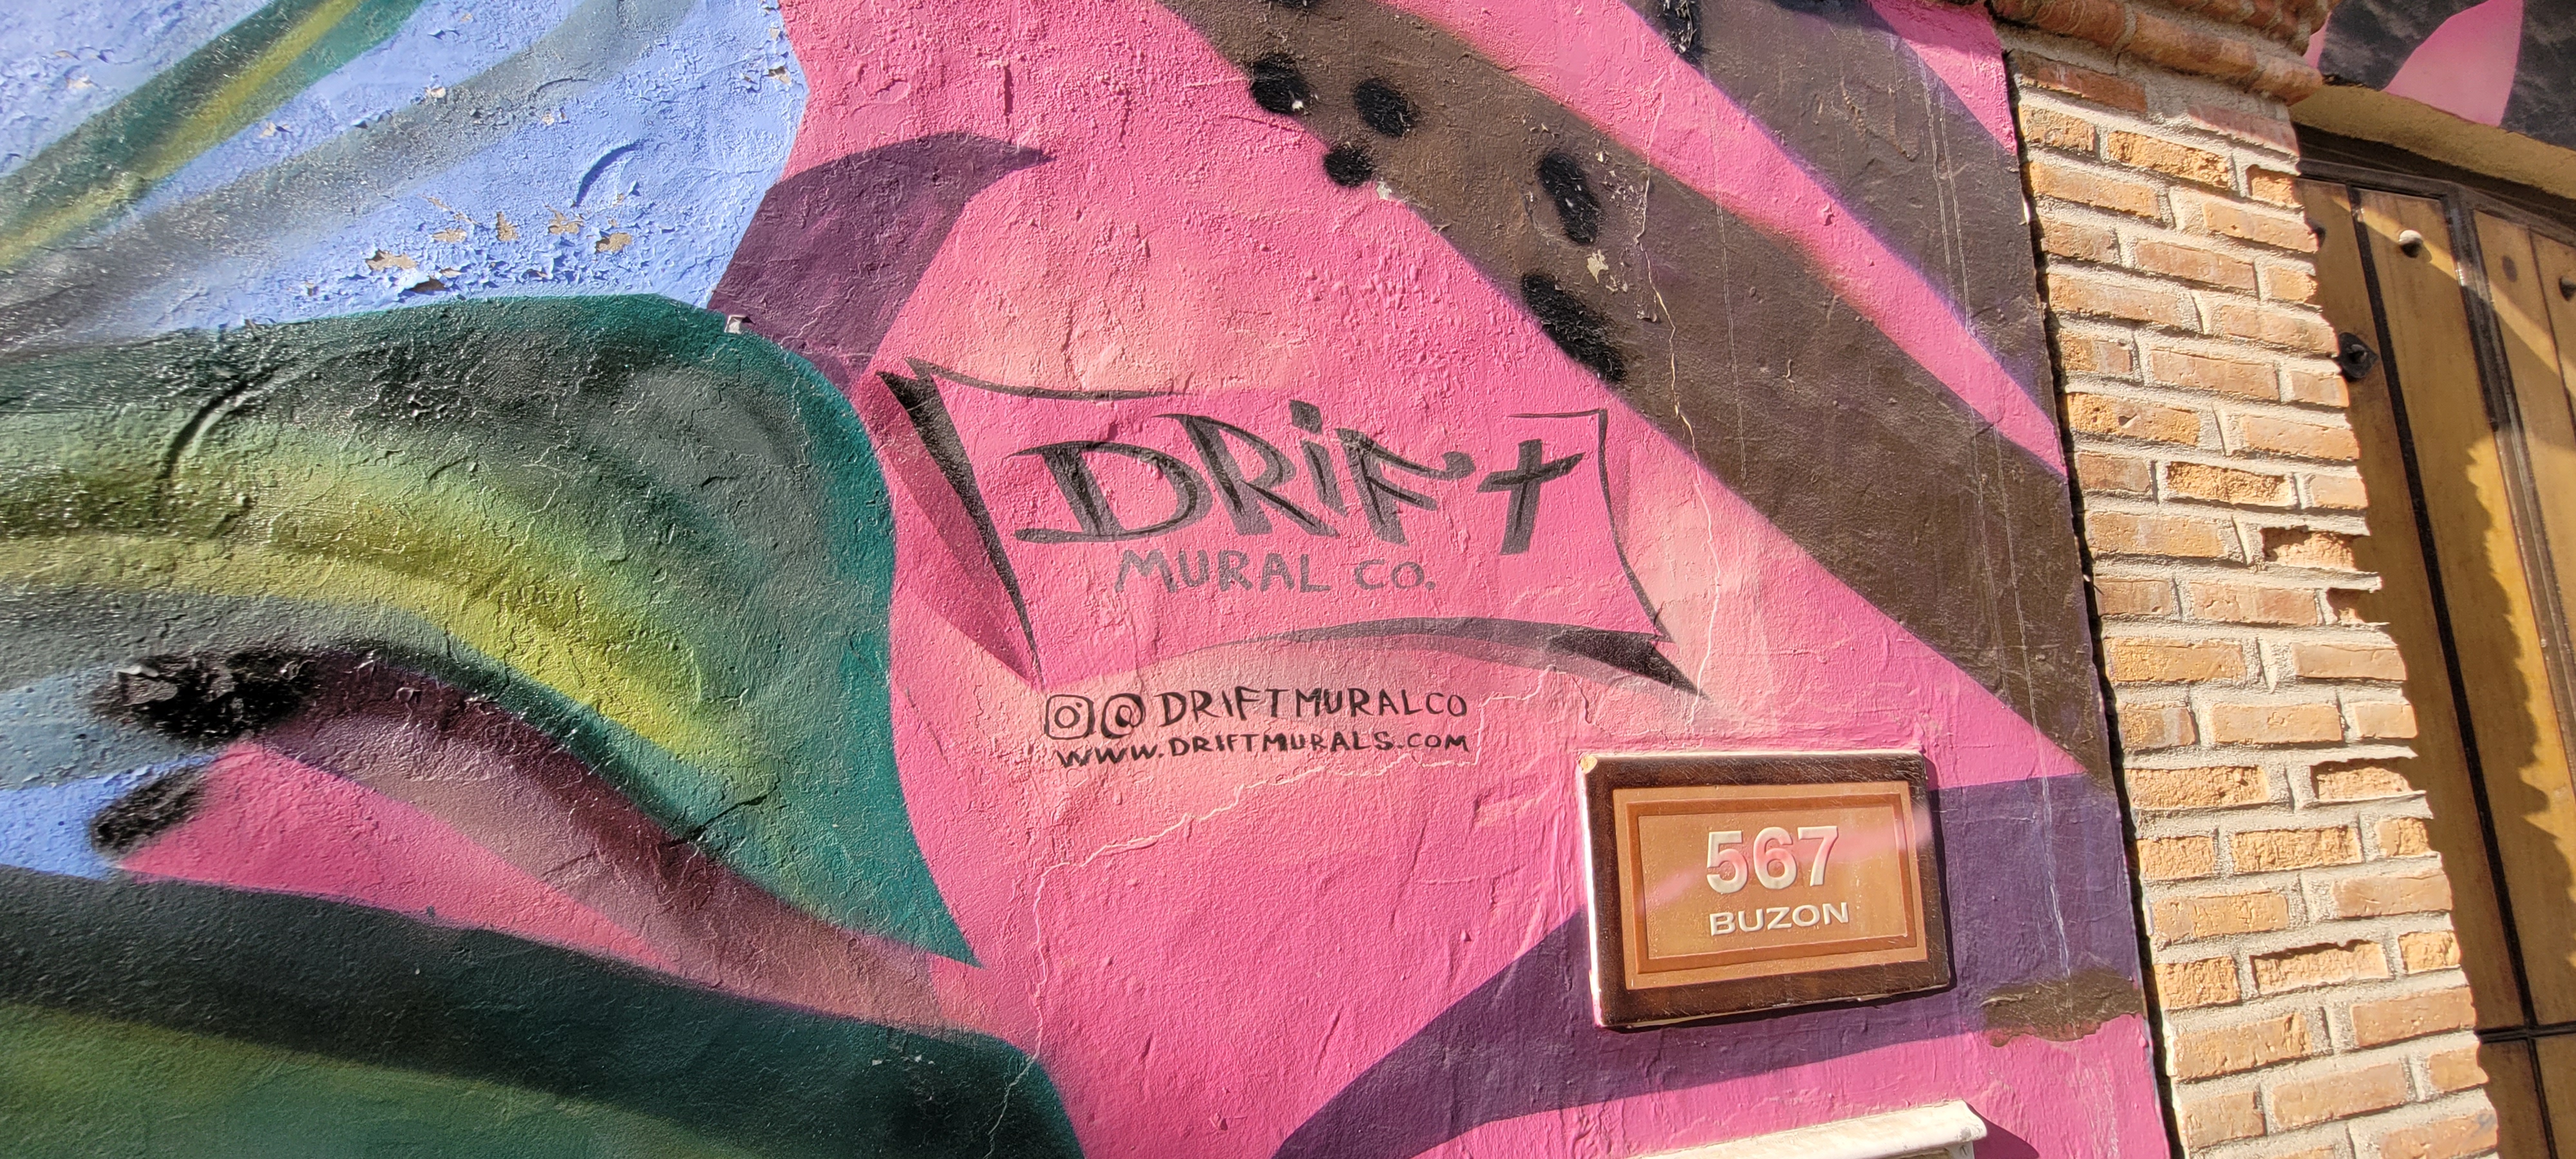 DRiFt
MURAL CO.
@DRIFTMURALCO
WWW.DRIFTMURALS.COM
567
BUZON